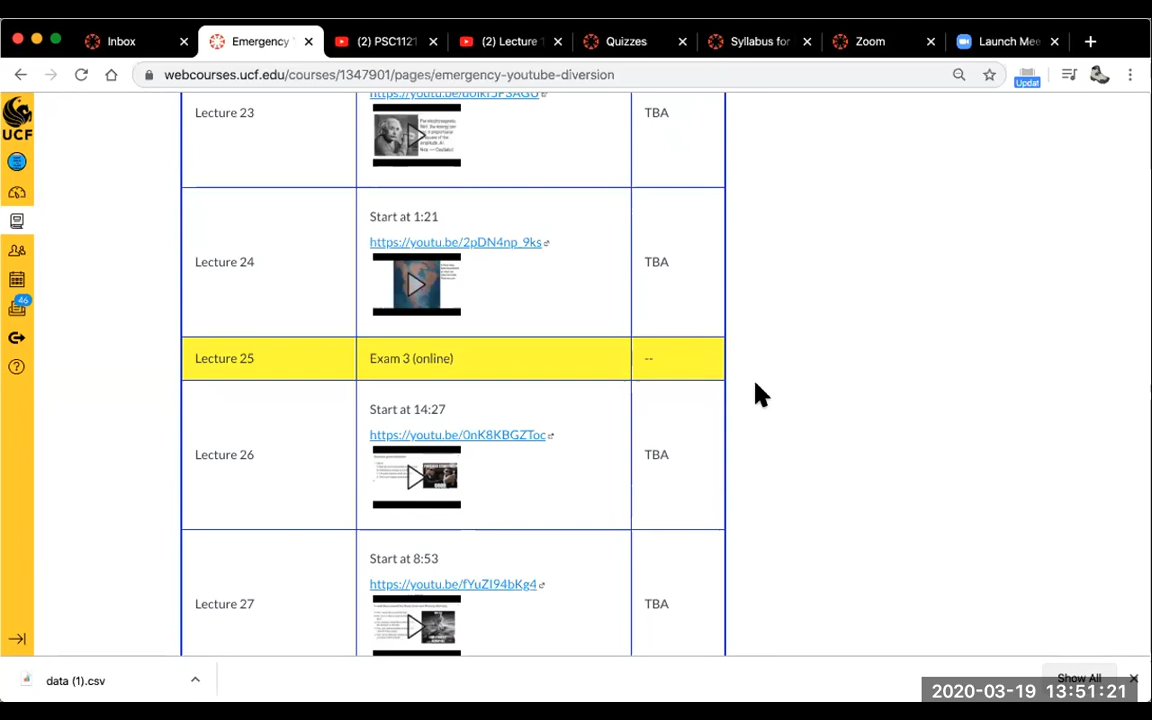 Inbox
Emergency
(2) PSC1121
(2) Lecture 1
Quizzes
Syllabus for
Zoom
Launch Mee
webcourses.ucf.edu/courses/1347901/pages/emergency-youtube-diversion
Updat
UCF
46
Lecture 23
TBA
Lecture 24
Start at 1:21
https://youtu.be/2pDN4np_9ks
TBA
Lecture 25
Exam 3 (online)
--
Lecture 26
Start at 14:27
https://youtu.be/0nK8KBGZToc
TBA
Lecture 27
Start at 8:53
https://youtu.be/fYuZI94bKg4
TBA
data (1).csv
Show All
2020-03-19 13:51:21